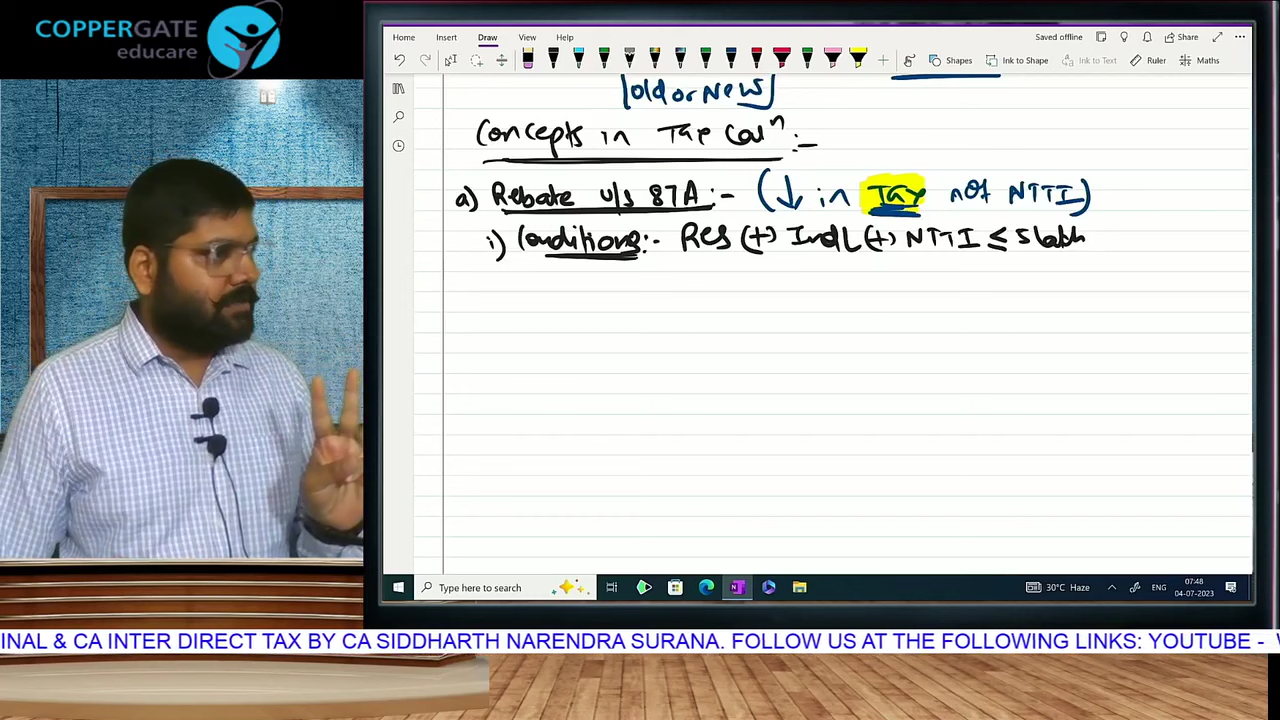 COPPERGATE
educare
Home Insert Draw View Help
Saved offline
Share
Shapes
Ink to Shape
Ink to Text
Ruler
Maths
[old or New]
Concepts in Tax Calⁿ :-
a) Rebate u/s 87A :- (↓ in Tax not NTTI)
i) Conditions :- Res (+) Indl (+) NTTI ≤ 5 lakh
Type here to search
30°C Haze
ENG
07:48
04-07-2023
INAL & CA INTER DIRECT TAX BY CA SIDDHARTH NARENDRA SURANA. FOLLOW US AT THE FOLLOWING LINKS: YOUTUBE -